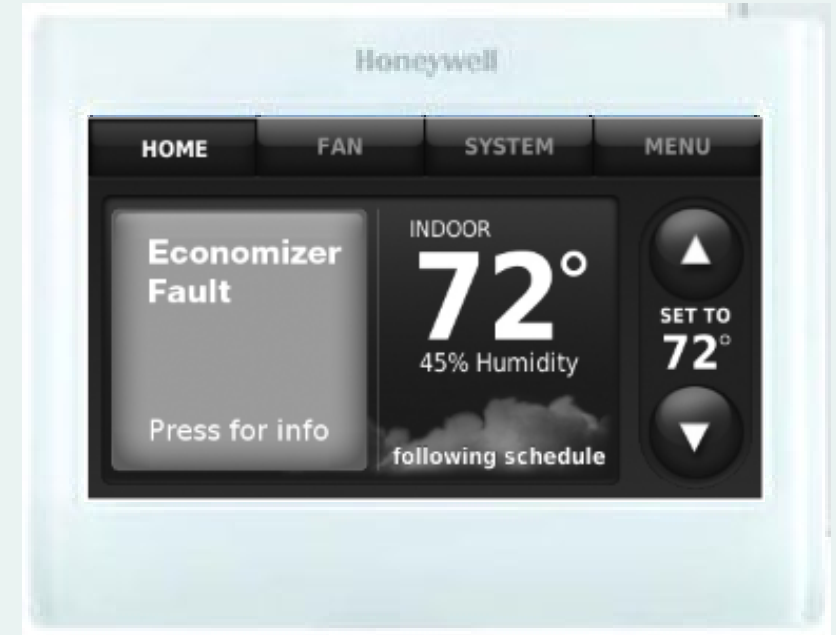 Honeywell
HOME FAN SYSTEM MENU
Economizer
Fault
Press for info
INDOOR
72°
45% Humidity
following schedule
SET TO
72°